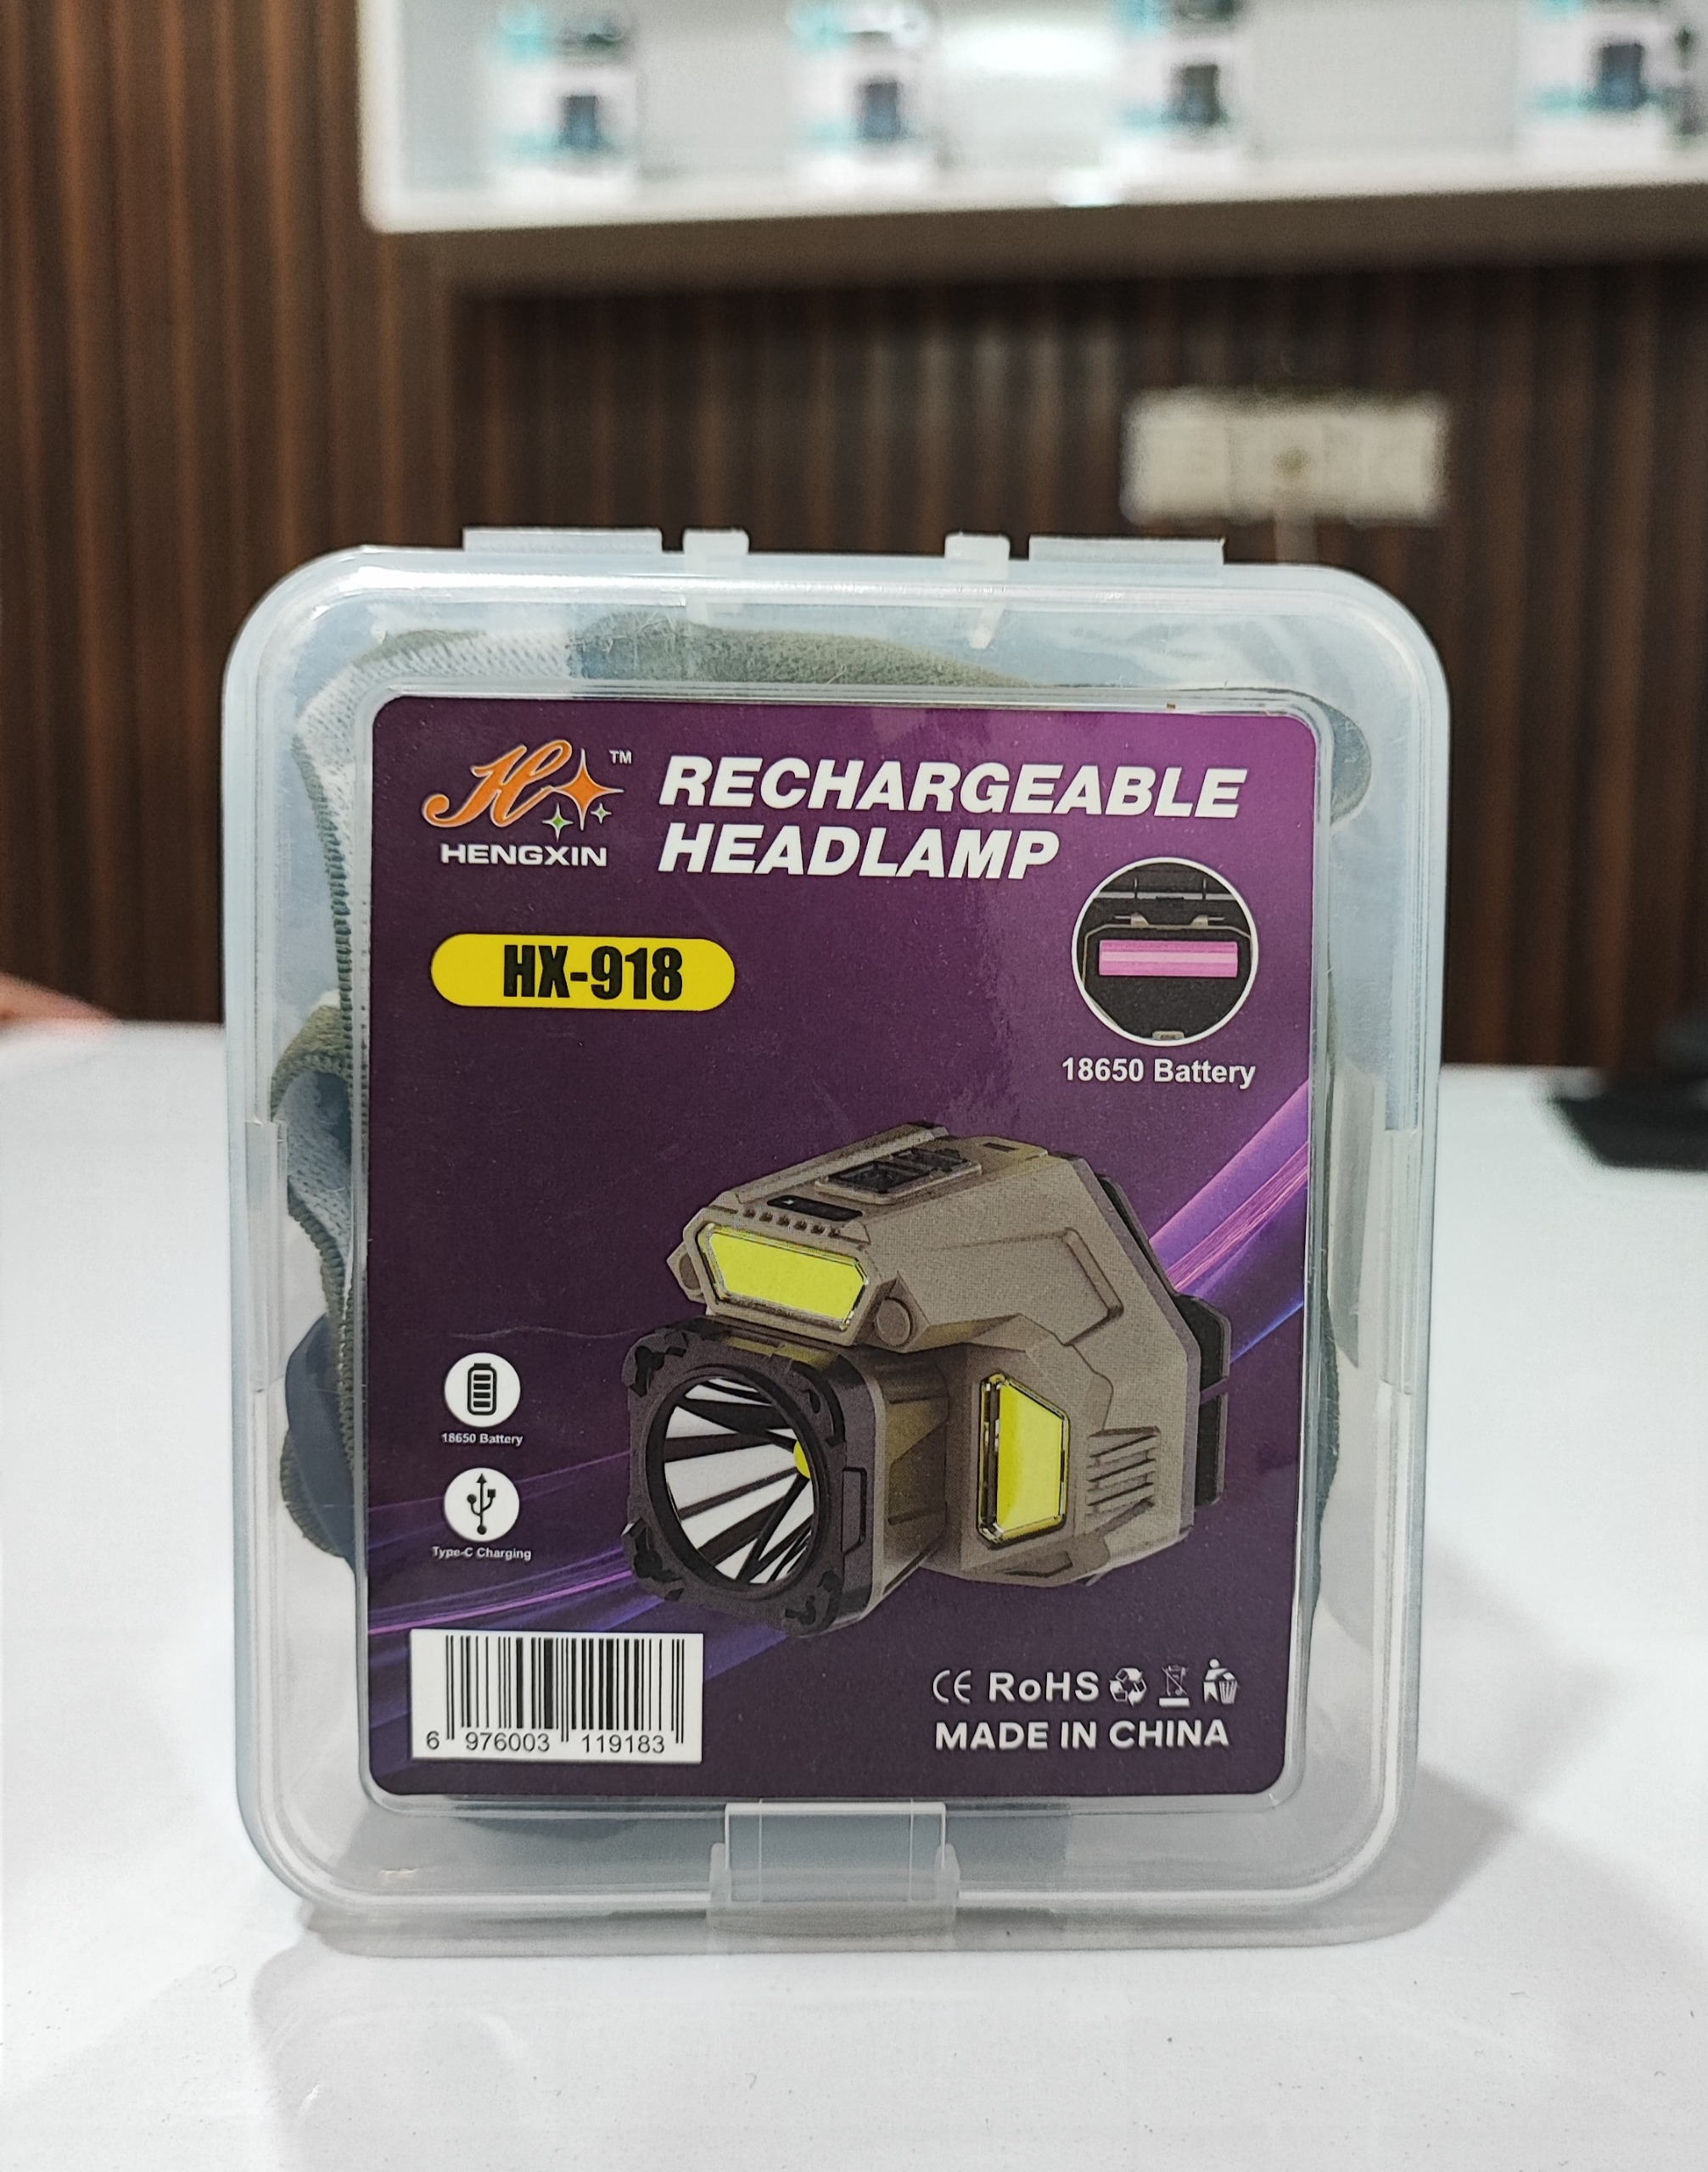 H TM
HENGXIN
RECHARGEABLE
HEADLAMP
HX-918
18650 Battery
18650 Battery
Type-C Charging
6 976003 119183
CE RoHS
MADE IN CHINA